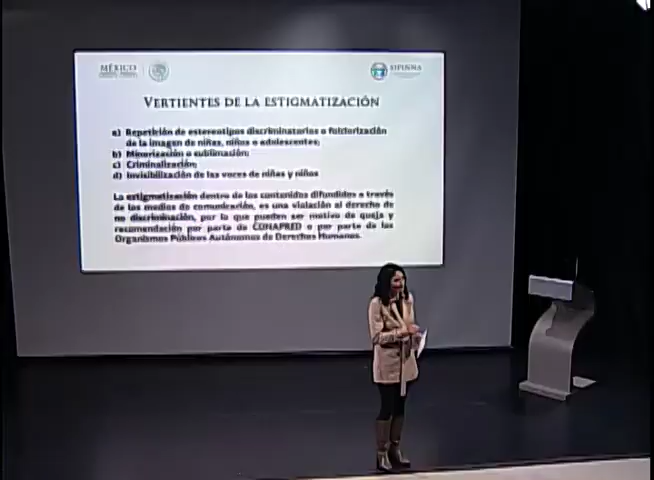 MÉXICO
SIPINNA
VERTIENTES DE LA ESTIGMATIZACIÓN
a) Repetición de estereotipos discriminatorios o folclorización
de la imagen de niñas, niños o adolescentes;
b) Minorización o sublimación;
c) Criminalización;
d) Invisibilización de las voces de niñas y niños
La estigmatización dentro de los contenidos difundidos a través
de los medios de comunicación, es una violación al derecho de
no discriminación, por lo que pueden ser motivo de queja y
recomendación por parte de CONAPRED o por parte de los
Organismos Públicos Autónomos de Derechos Humanos.